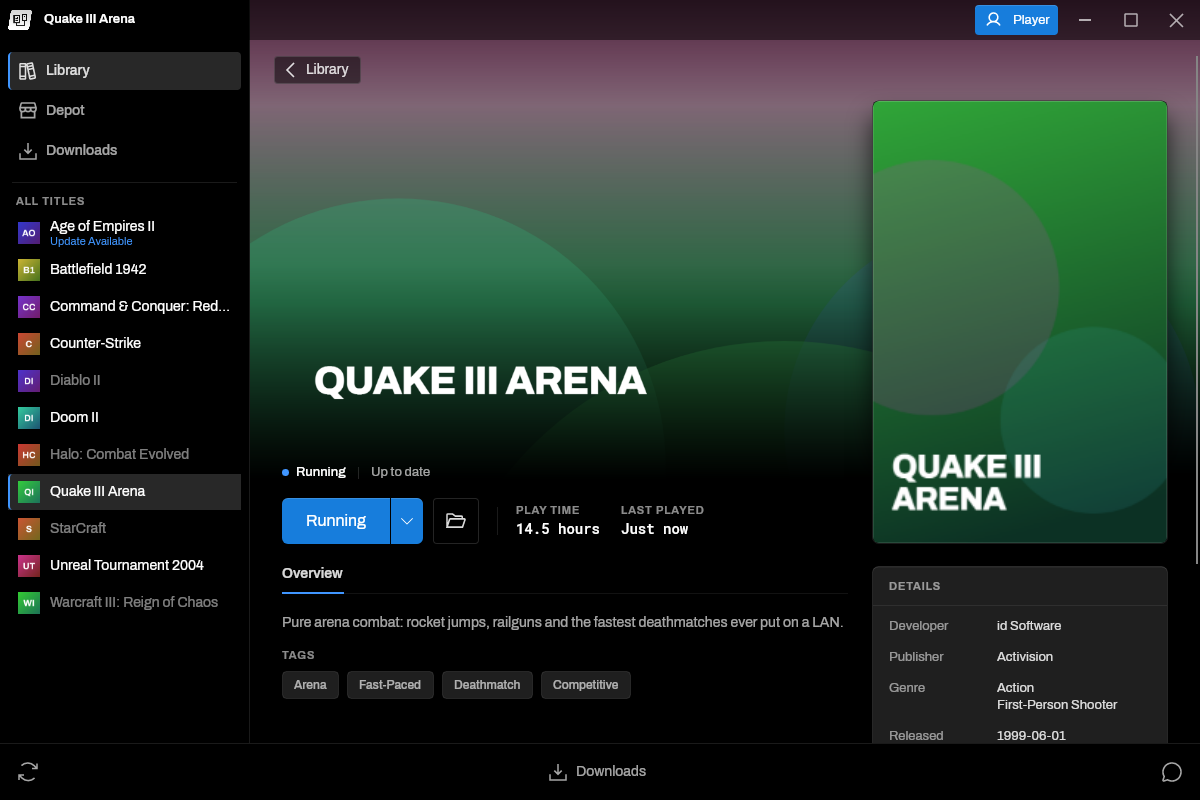 Quake III Arena
Player
Library
Depot
Downloads
ALL TITLES
AO
Age of Empires II
Update Available
B1
Battlefield 1942
CC
Command & Conquer: Red...
C
Counter-Strike
DI
Diablo II
DI
Doom II
HC
Halo: Combat Evolved
QI
Quake III Arena
S
StarCraft
UT
Unreal Tournament 2004
WI
Warcraft III: Reign of Chaos
Library
QUAKE III ARENA
Running
Up to date
Running
PLAY TIME
14.5 hours
LAST PLAYED
Just now
Overview
Pure arena combat: rocket jumps, railguns and the fastest deathmatches ever put on a LAN.
TAGS
Arena
Fast-Paced
Deathmatch
Competitive
QUAKE III
ARENA
DETAILS
Developer
id Software
Publisher
Activision
Genre
Action
First-Person Shooter
Released
1999-06-01
Downloads